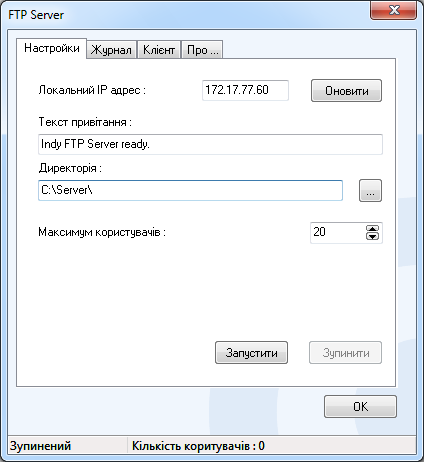 FTP Server
Настройки Журнал Клієнт Про ...
Локальний IP адрес : 172.17.77.60 Оновити
Текст привітання :
Indy FTP Server ready.
Директорія :
C:\Server\ ...
Максимум користувачів : 20
Запустити Зупинити
OK
Зупинений Кількість коритувачів : 0